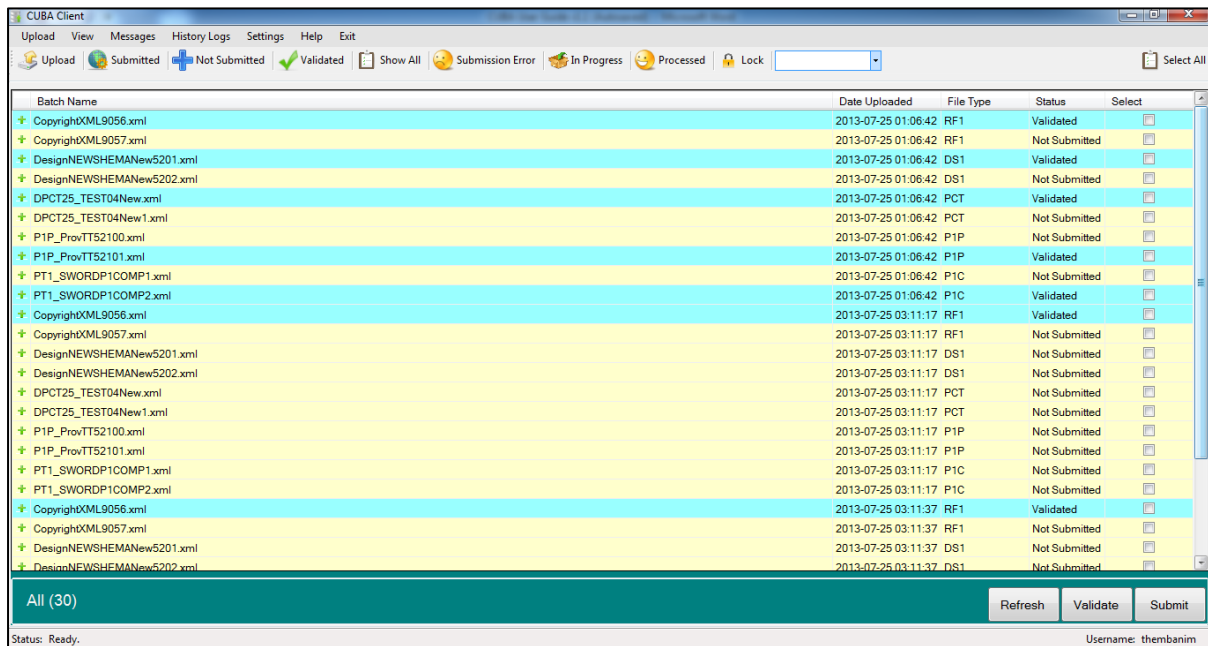 CUBA Client
Upload View Messages History Logs Settings Help Exit
Upload Submitted Not Submitted Validated Show All Submission Error In Progress Processed Lock Select All
Batch Name Date Uploaded File Type Status Select
CopyrightXML9056.xml 2013-07-25 01:06:42 RF1 Validated
CopyrightXML9057.xml 2013-07-25 01:06:42 RF1 Not Submitted
DesignNEWSHEMANew5201.xml 2013-07-25 01:06:42 DS1 Validated
DesignNEWSHEMANew5202.xml 2013-07-25 01:06:42 DS1 Not Submitted
DPCT25_TEST04New.xml 2013-07-25 01:06:42 PCT Validated
DPCT25_TEST04New1.xml 2013-07-25 01:06:42 PCT Not Submitted
P1P_ProvTT52100.xml 2013-07-25 01:06:42 P1P Not Submitted
P1P_ProvTT52101.xml 2013-07-25 01:06:42 P1P Validated
PT1_SWORDP1COMP1.xml 2013-07-25 01:06:42 P1C Not Submitted
PT1_SWORDP1COMP2.xml 2013-07-25 01:06:42 P1C Validated
CopyrightXML9056.xml 2013-07-25 03:11:17 RF1 Validated
CopyrightXML9057.xml 2013-07-25 03:11:17 RF1 Not Submitted
DesignNEWSHEMANew5201.xml 2013-07-25 03:11:17 DS1 Not Submitted
DesignNEWSHEMANew5202.xml 2013-07-25 03:11:17 DS1 Not Submitted
DPCT25_TEST04New.xml 2013-07-25 03:11:17 PCT Not Submitted
DPCT25_TEST04New1.xml 2013-07-25 03:11:17 PCT Not Submitted
P1P_ProvTT52100.xml 2013-07-25 03:11:17 P1P Not Submitted
P1P_ProvTT52101.xml 2013-07-25 03:11:17 P1P Not Submitted
PT1_SWORDP1COMP1.xml 2013-07-25 03:11:17 P1C Not Submitted
PT1_SWORDP1COMP2.xml 2013-07-25 03:11:17 P1C Not Submitted
CopyrightXML9056.xml 2013-07-25 03:11:37 RF1 Validated
CopyrightXML9057.xml 2013-07-25 03:11:37 RF1 Not Submitted
DesignNEWSHEMANew5201.xml 2013-07-25 03:11:37 DS1 Not Submitted
DesignNEWSHEMANew5202.xml 2013-07-25 03:11:37 DS1 Not Submitted
All (30) Refresh Validate Submit
Status: Ready. Username: thembanim